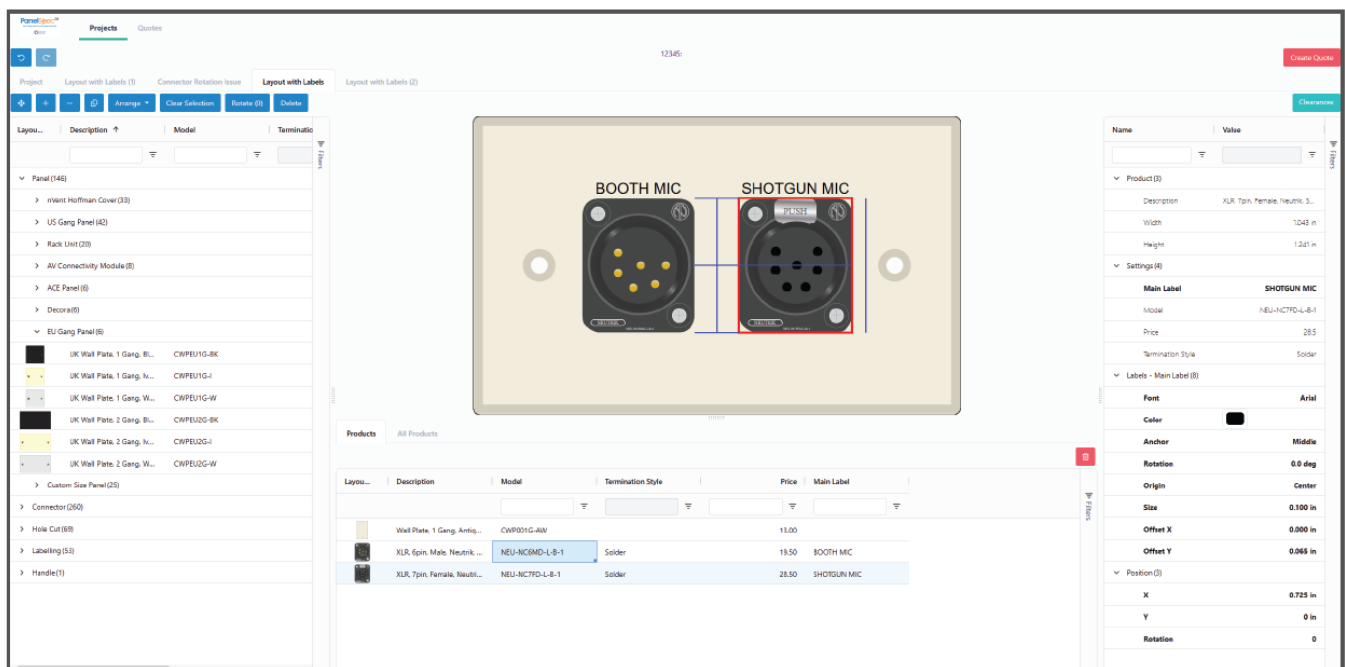 PanelSpec
Projects Quotes
12345:
Create Quote
Project Layout with Labels (1) Connector Rotation Issue Layout with Labels Layout with Labels (2)
Arrange Clear Selection Rotate (0) Delete
Clearances
Layou... Description Model Terminatio
Filters
Panel (146)
nVent Hoffman Cover (33)
US Gang Panel (42)
Rack Unit (20)
AV Connectivity Module (8)
ACE Panel (6)
Decora (6)
EU Gang Panel (6)
UK Wall Plate, 1 Gang, Bl... CWPEU1G-BK
UK Wall Plate, 1 Gang, Iv... CWPEU1G-I
UK Wall Plate, 1 Gang, W... CWPEU1G-W
UK Wall Plate, 2 Gang, Bl... CWPEU2G-BK
UK Wall Plate, 2 Gang, Iv... CWPEU2G-I
UK Wall Plate, 2 Gang, W... CWPEU2G-W
Custom Size Panel (25)
Connector (260)
Hole Cut (69)
Labelling (53)
Handle (1)
BOOTH MIC SHOTGUN MIC
PUSH
NEUTRIK NEUTRIK
Products All Products
Layou... Description Model Termination Style Price Main Label
Filters
Wall Plate, 1 Gang, Antiq... CWP001G-AW 13.00
XLR, 6pin, Male, Neutrik, ... NEU-NC6MD-L-B-1 Solder 19.50 BOOTH MIC
XLR, 7pin, Female, Neutri... NEU-NC7FD-L-B-1 Solder 28.50 SHOTGUN MIC
Name Value
Filters
Product (3)
Description XLR, 7pin, Female, Neutrik, S...
Width 1.043 in
Height 1.241 in
Settings (4)
Main Label SHOTGUN MIC
Model NEU-NC7FD-L-B-1
Price 28.5
Termination Style Solder
Labels - Main Label (8)
Font Arial
Color
Anchor Middle
Rotation 0.0 deg
Origin Center
Size 0.100 in
Offset X 0.000 in
Offset Y 0.065 in
Position (3)
X 0.725 in
Y 0 in
Rotation 0